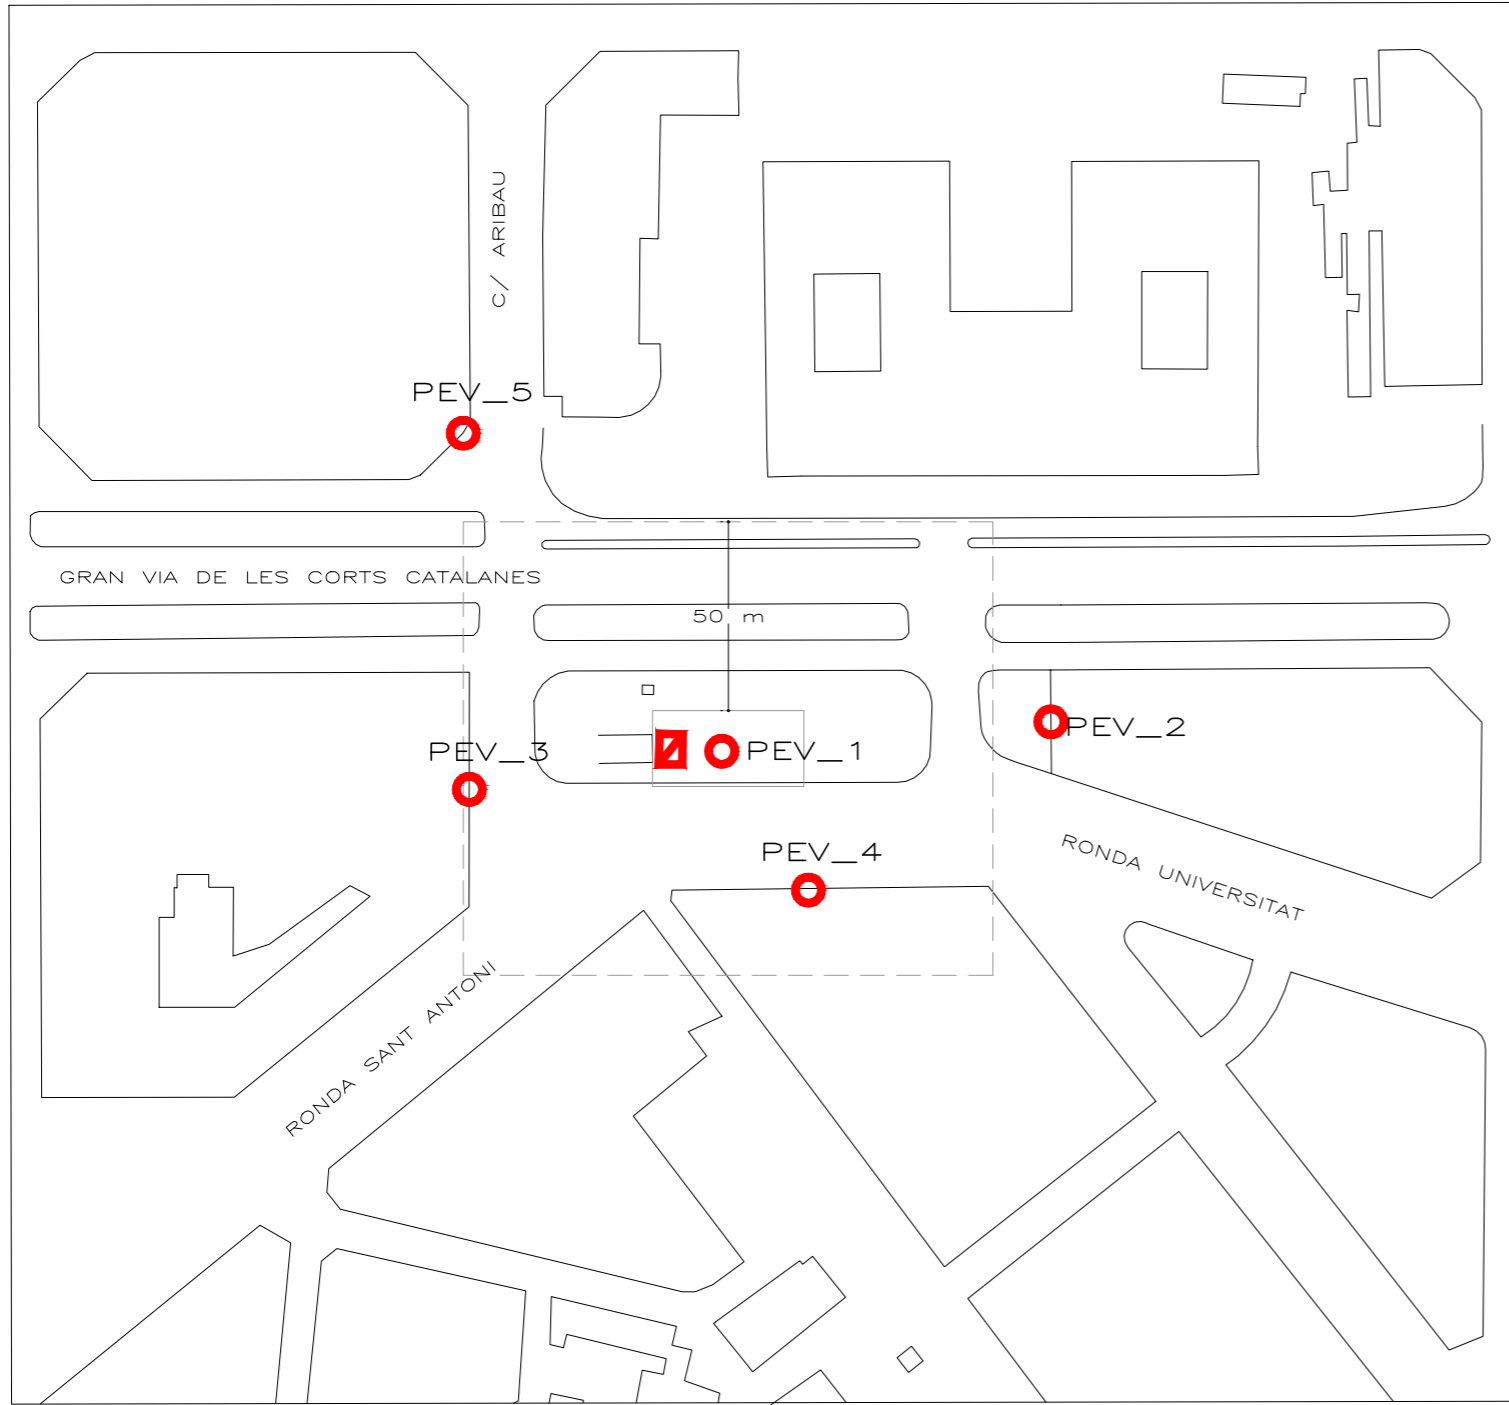 C/ ARIBAU
PEV_5
GRAN VIA DE LES CORTS CATALANES
50 m
PEV_2
PEV_3
PEV_1
PEV_4
RONDA UNIVERSITAT
RONDA SANT ANTONI